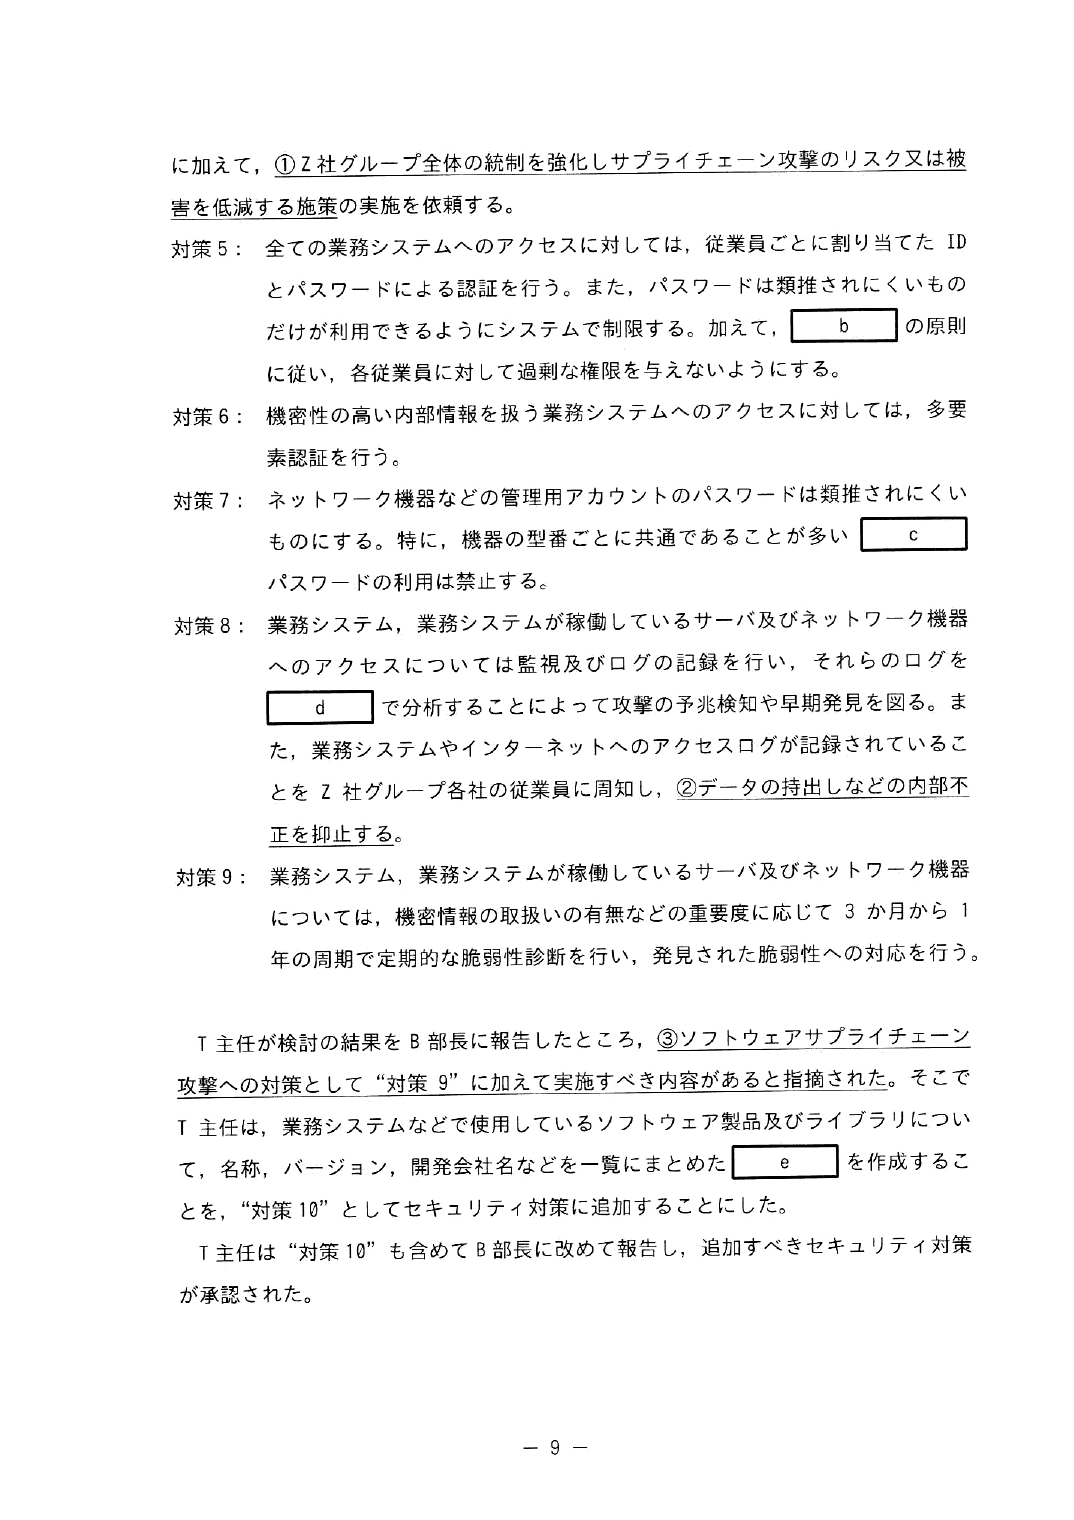 に加えて，①Z社グループ全体の統制を強化しサプライチェーン攻撃のリスク又は被
害を低減する施策の実施を依頼する。
対策5： 全ての業務システムへのアクセスに対しては，従業員ごとに割り当てた ID
とパスワードによる認証を行う。また，パスワードは類推されにくいもの
だけが利用できるようにシステムで制限する。加えて， b の原則
に従い，各従業員に対して過剰な権限を与えないようにする。
対策6： 機密性の高い内部情報を扱う業務システムへのアクセスに対しては，多要
素認証を行う。
対策7： ネットワーク機器などの管理用アカウントのパスワードは類推されにくい
ものにする。特に，機器の型番ごとに共通であることが多い c
パスワードの利用は禁止する。
対策8： 業務システム，業務システムが稼働しているサーバ及びネットワーク機器
へのアクセスについては監視及びログの記録を行い，それらのログを
d で分析することによって攻撃の予兆検知や早期発見を図る。ま
た，業務システムやインターネットへのアクセスログが記録されているこ
とを Z 社グループ各社の従業員に周知し，②データの持出しなどの内部不
正を抑止する。
対策9： 業務システム，業務システムが稼働しているサーバ及びネットワーク機器
については，機密情報の取扱いの有無などの重要度に応じて 3 か月から 1
年の周期で定期的な脆弱性診断を行い，発見された脆弱性への対応を行う。
T主任が検討の結果をB部長に報告したところ，③ソフトウェアサプライチェーン
攻撃への対策として“対策 9”に加えて実施すべき内容があると指摘された。そこで
T 主任は，業務システムなどで使用しているソフトウェア製品及びライブラリについ
て，名称，バージョン，開発会社名などを一覧にまとめた e を作成するこ
とを，“対策10”としてセキュリティ対策に追加することにした。
T主任は“対策10”も含めてB部長に改めて報告し，追加すべきセキュリティ対策
が承認された。
－ 9 －